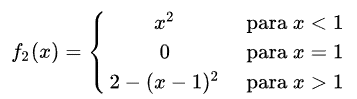 x² para x < 1
f₂(x) = { 0 para x = 1
2 − (x − 1)² para x > 1